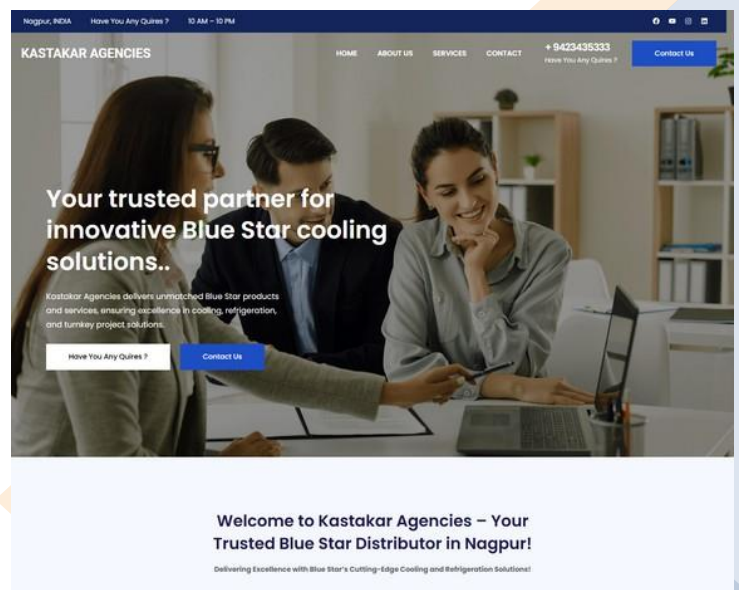 Nagpur, INDIA Have You Any Quires ? 10 AM – 10 PM
KASTAKAR AGENCIES HOME ABOUT US SERVICES CONTACT + 9423435333 Contact Us
Have You Any Quires ?
Your trusted partner for
innovative Blue Star cooling
solutions..
Kastakar Agencies delivers unmatched Blue Star products
and services, ensuring excellence in cooling, refrigeration,
and turnkey project solutions.
Have You Any Quires ? Contact Us
Welcome to Kastakar Agencies – Your
Trusted Blue Star Distributor in Nagpur!
Delivering Excellence with Blue Star's Cutting-Edge Cooling and Refrigeration Solutions!